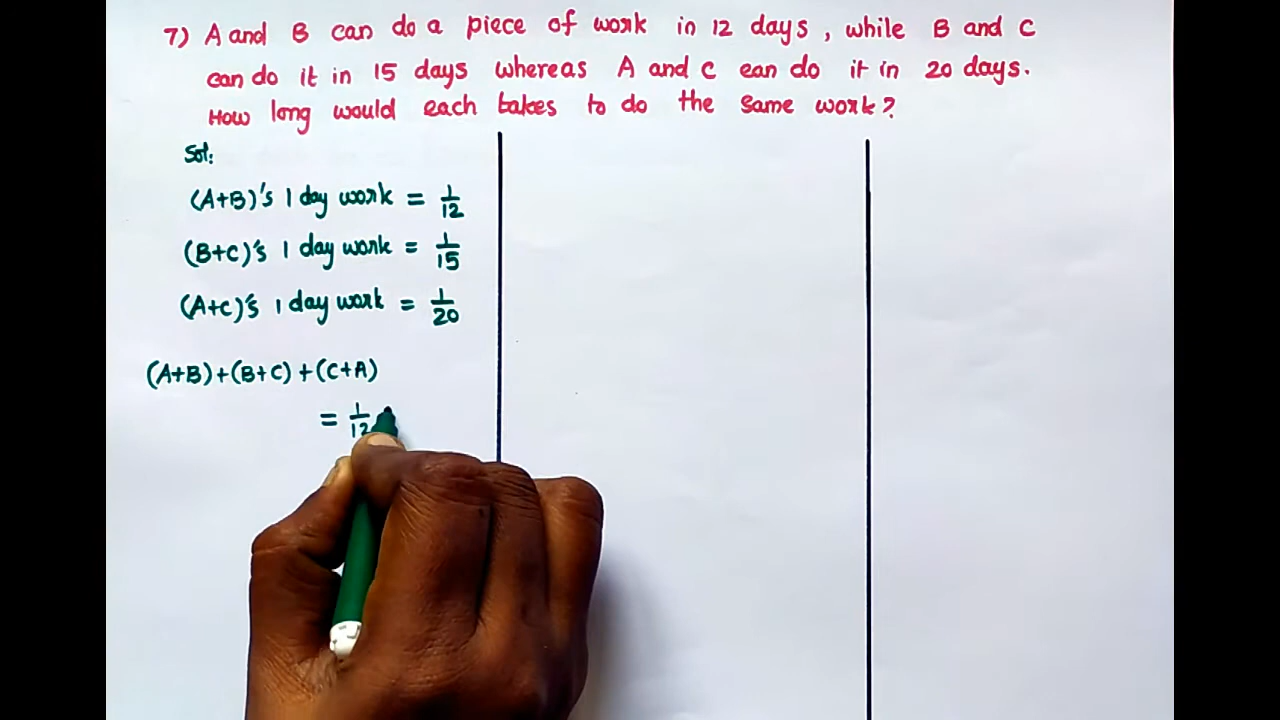 7) A and B can do a piece of work in 12 days, while B and C
can do it in 15 days whereas A and C can do it in 20 days.
How long would each takes to do the same work?
Sol:
(A+B)'s 1 day work = 1/12
(B+C)'s 1 day work = 1/15
(A+C)'s 1 day work = 1/20
(A+B)+(B+C)+(C+A)
= 1/12